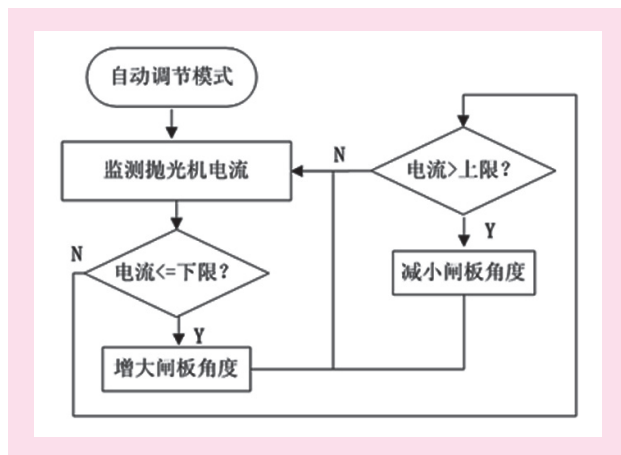 自动调节模式
监测抛光机电流
N
电流>上限？
Y
N
电流<=下限？
减小闸板角度
Y
增大闸板角度